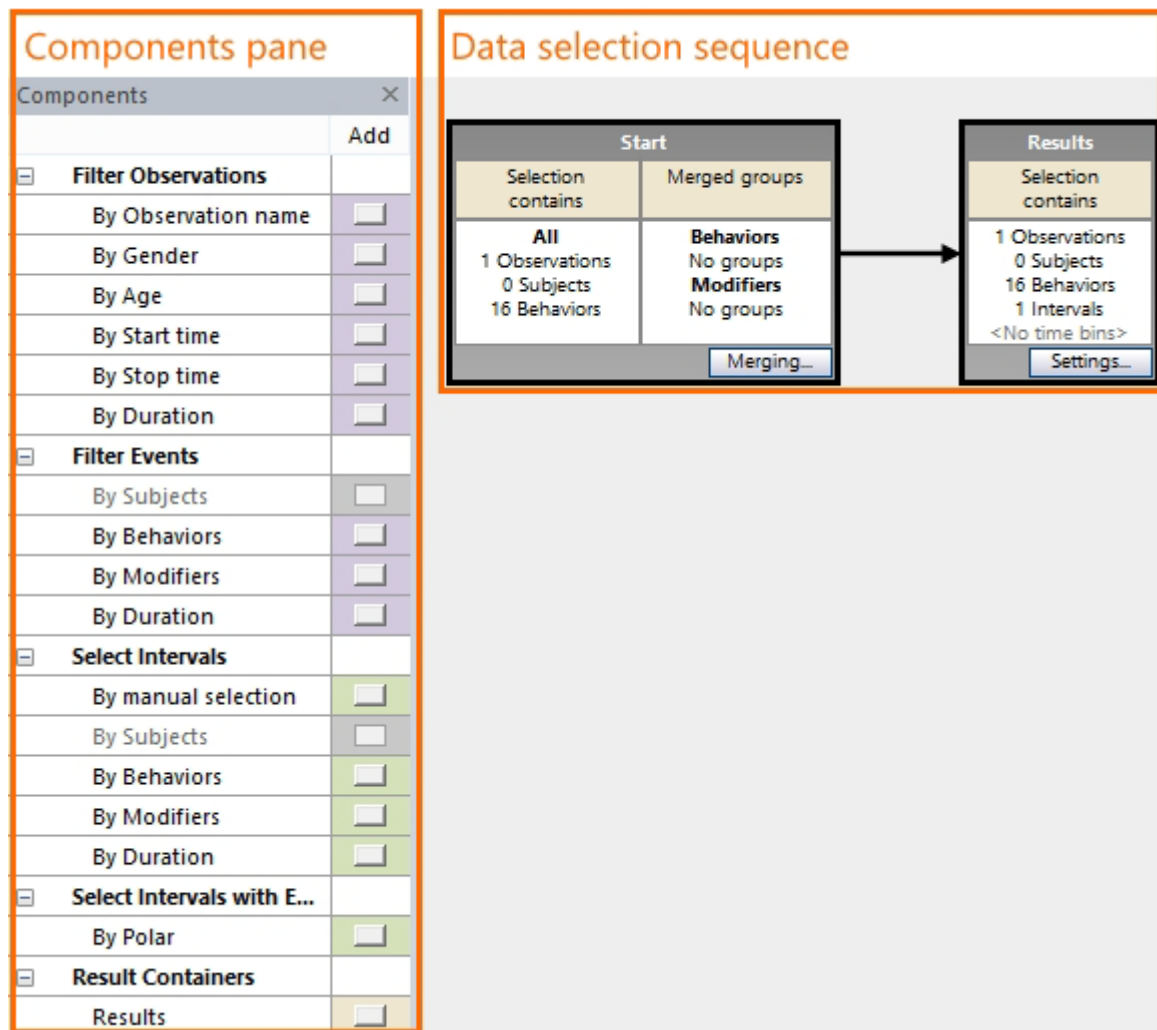 Components pane
Components
Add
Filter Observations
By Observation name
By Gender
By Age
By Start time
By Stop time
By Duration
Filter Events
By Subjects
By Behaviors
By Modifiers
By Duration
Select Intervals
By manual selection
By Subjects
By Behaviors
By Modifiers
By Duration
Select Intervals with E...
By Polar
Result Containers
Results
Data selection sequence
Start
Selection
contains
All
1 Observations
0 Subjects
16 Behaviors
Merged groups
Behaviors
No groups
Modifiers
No groups
Merging...
Results
Selection
contains
1 Observations
0 Subjects
16 Behaviors
1 Intervals
<No time bins>
Settings...